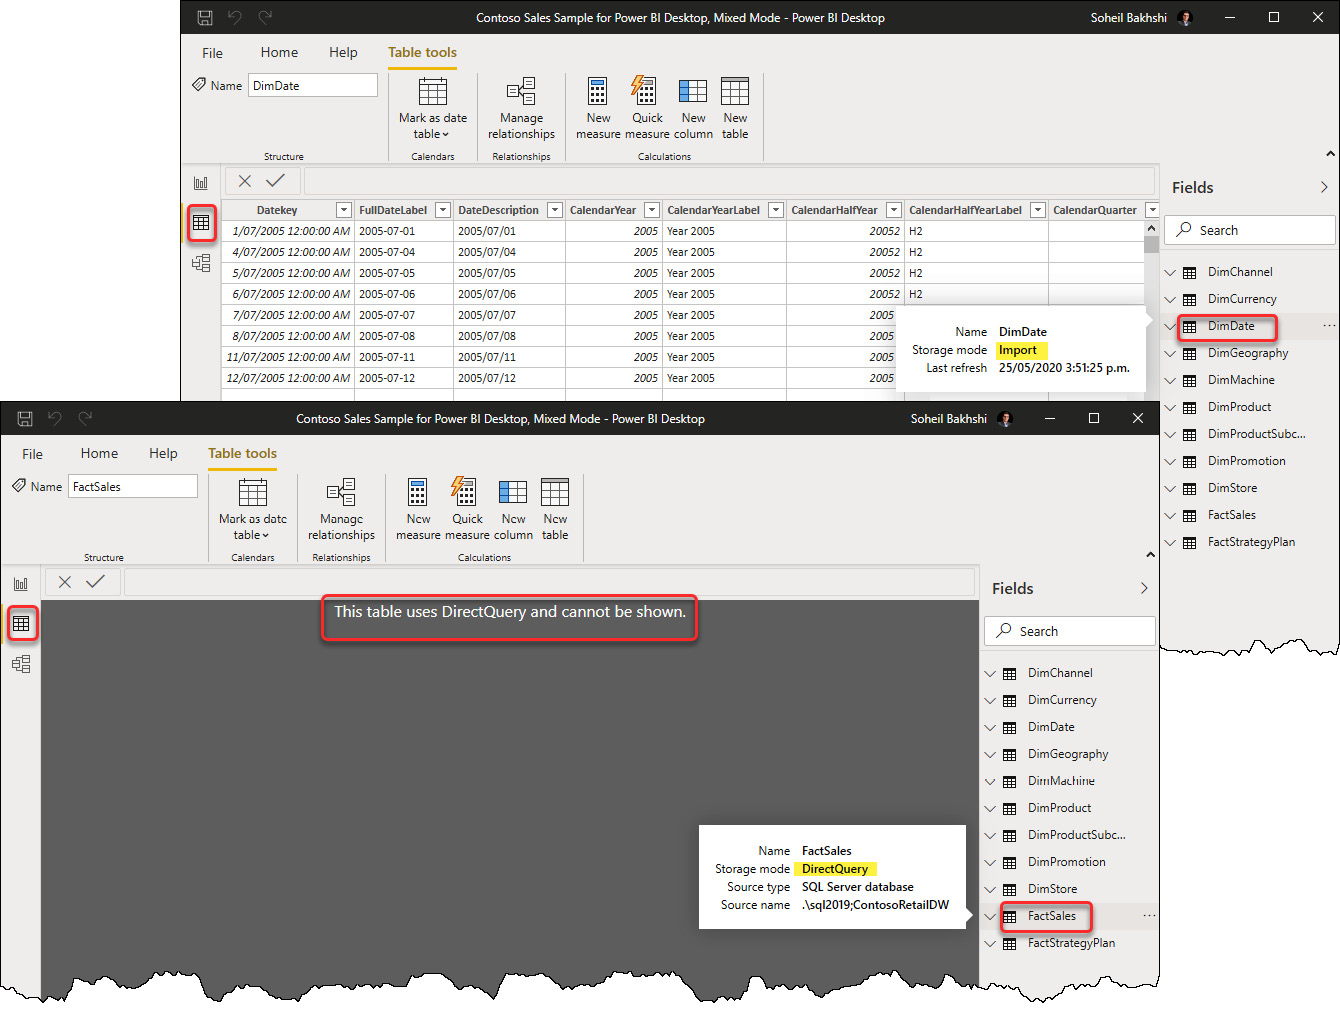 Contoso Sales Sample for Power BI Desktop, Mixed Mode - Power BI Desktop
Soheil Bakhshi
File Home Help Table tools
Name DimDate
Mark as date table
Manage relationships
New measure
Quick measure
New column
New table
Structure
Calendars
Relationships
Calculations
Fields
Search
Datekey FullDateLabel DateDescription CalendarYear CalendarYearLabel CalendarHalfYear CalendarHalfYearLabel CalendarQuarter
1/07/2005 12:00:00 AM 2005-07-01 2005/07/01 2005 Year 2005 20052 H2
4/07/2005 12:00:00 AM 2005-07-04 2005/07/04 2005 Year 2005 20052 H2
5/07/2005 12:00:00 AM 2005-07-05 2005/07/05 2005 Year 2005 20052 H2
6/07/2005 12:00:00 AM 2005-07-06 2005/07/06 2005 Year 2005 20052 H2
7/07/2005 12:00:00 AM 2005-07-07 2005/07/07 2005 Year 2005 2005
8/07/2005 12:00:00 AM 2005-07-08 2005/07/08 2005 Year 2005 2005
11/07/2005 12:00:00 AM 2005-07-11 2005/07/11 2005 Year 2005 2005
12/07/2005 12:00:00 AM 2005-07-12 2005/07/12 2005 Year 2005 2005
Name DimDate
Storage mode Import
Last refresh 25/05/2020 3:51:25 p.m.
DimChannel
DimCurrency
DimDate
DimGeography
DimMachine
DimProduct
DimProductSubc...
DimPromotion
DimStore
FactSales
FactStrategyPlan
Contoso Sales Sample for Power BI Desktop, Mixed Mode - Power BI Desktop
Soheil Bakhshi
File Home Help Table tools
Name FactSales
Mark as date table
Manage relationships
New measure
Quick measure
New column
New table
Structure
Calendars
Relationships
Calculations
This table uses DirectQuery and cannot be shown.
Fields
Search
DimChannel
DimCurrency
DimDate
DimGeography
DimMachine
DimProduct
DimProductSubc...
DimPromotion
DimStore
FactSales
FactStrategyPlan
Name FactSales
Storage mode DirectQuery
Source type SQL Server database
Source name .\sql2019;ContosoRetailDW